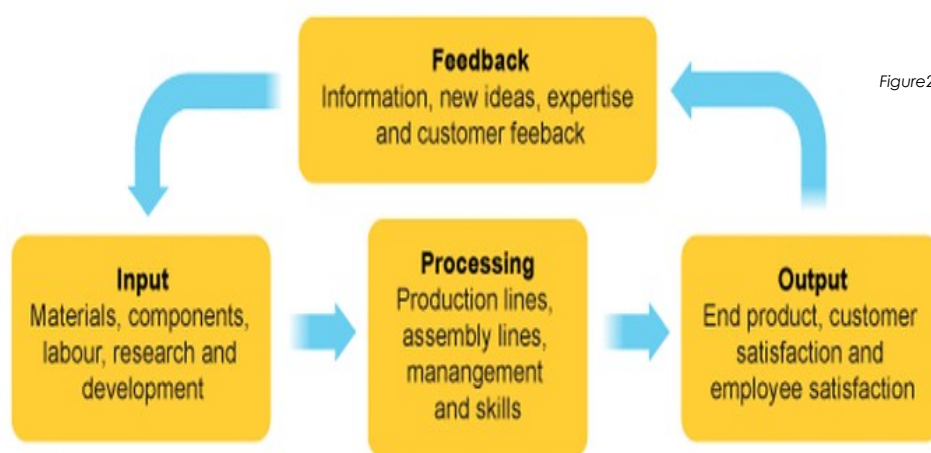 Feedback
Information, new ideas, expertise
and customer feeback
Figure2
Input
Materials, components,
labour, research and
development
Processing
Production lines,
assembly lines,
manangement
and skills
Output
End product, customer
satisfaction and
employee satisfaction